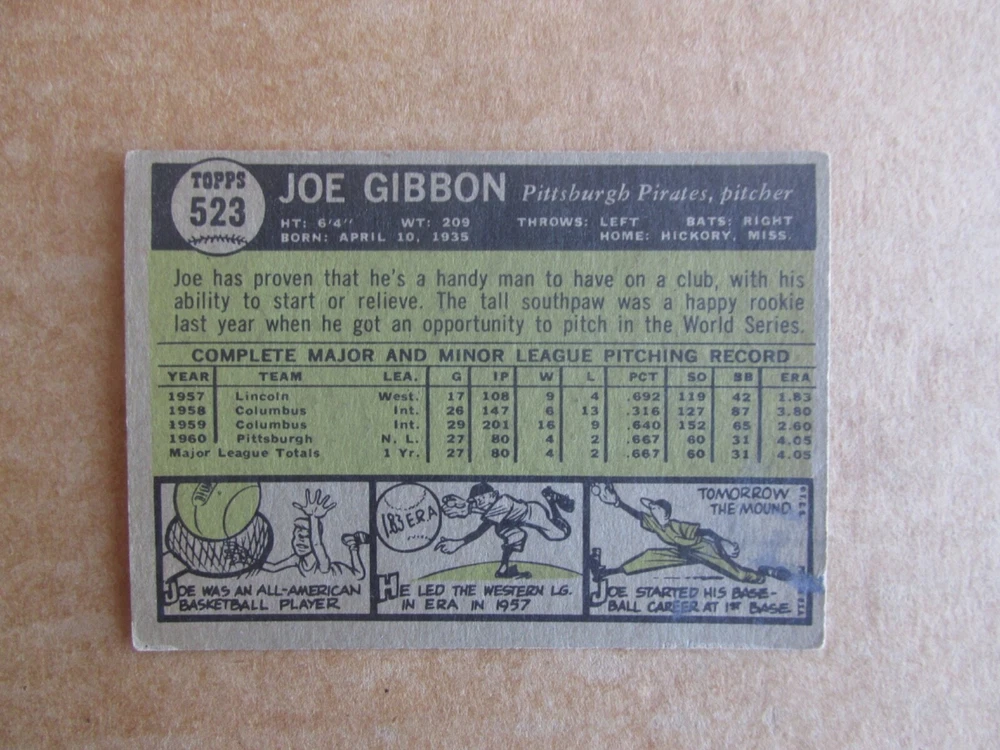 TOPPS
523
JOE GIBBON Pittsburgh Pirates, pitcher
HT: 6'4" WT: 209 THROWS: LEFT BATS: RIGHT
BORN: APRIL 10, 1935 HOME: HICKORY, MISS.
Joe has proven that he's a handy man to have on a club, with his
ability to start or relieve. The tall southpaw was a happy rookie
last year when he got an opportunity to pitch in the World Series.
COMPLETE MAJOR AND MINOR LEAGUE PITCHING RECORD
YEAR TEAM LEA. G IP W L PCT SO BB ERA
1957 Lincoln West. 17 108 9 4 .692 119 42 1.83
1958 Columbus Int. 26 147 6 13 .316 127 87 3.80
1959 Columbus Int. 29 201 16 9 .640 152 65 2.60
1960 Pittsburgh N. L. 27 80 4 2 .667 60 31 4.05
Major League Totals 1 Yr. 27 80 4 2 .667 60 31 4.05
JOE WAS AN ALL-AMERICAN
BASKETBALL PLAYER
1.83 ERA
HE LED THE WESTERN LG.
IN ERA IN 1957
TOMORROW
THE MOUND
JOE STARTED HIS BASE-
BALL CAREER AT 1ST BASE